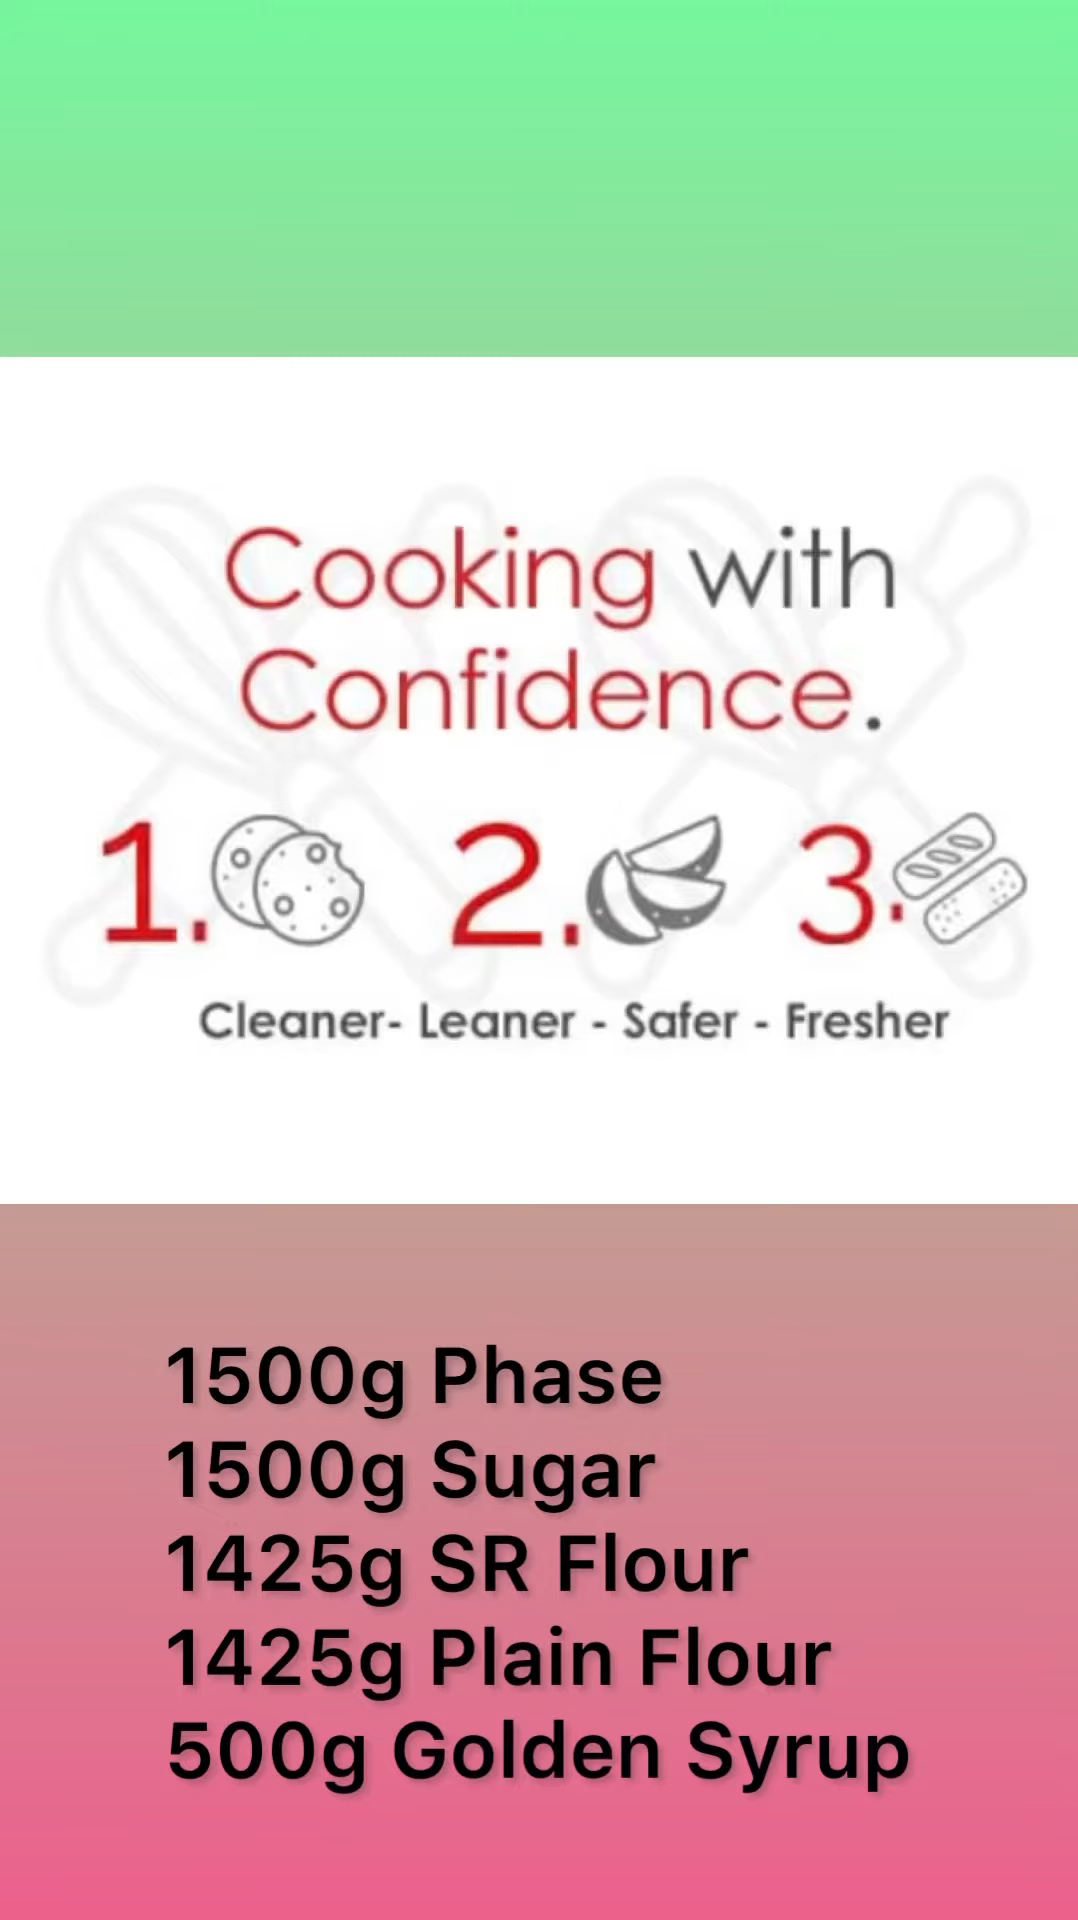 Cooking with
Confidence.
1. 2. 3.
Cleaner- Leaner - Safer - Fresher
1500g Phase
1500g Sugar
1425g SR Flour
1425g Plain Flour
500g Golden Syrup